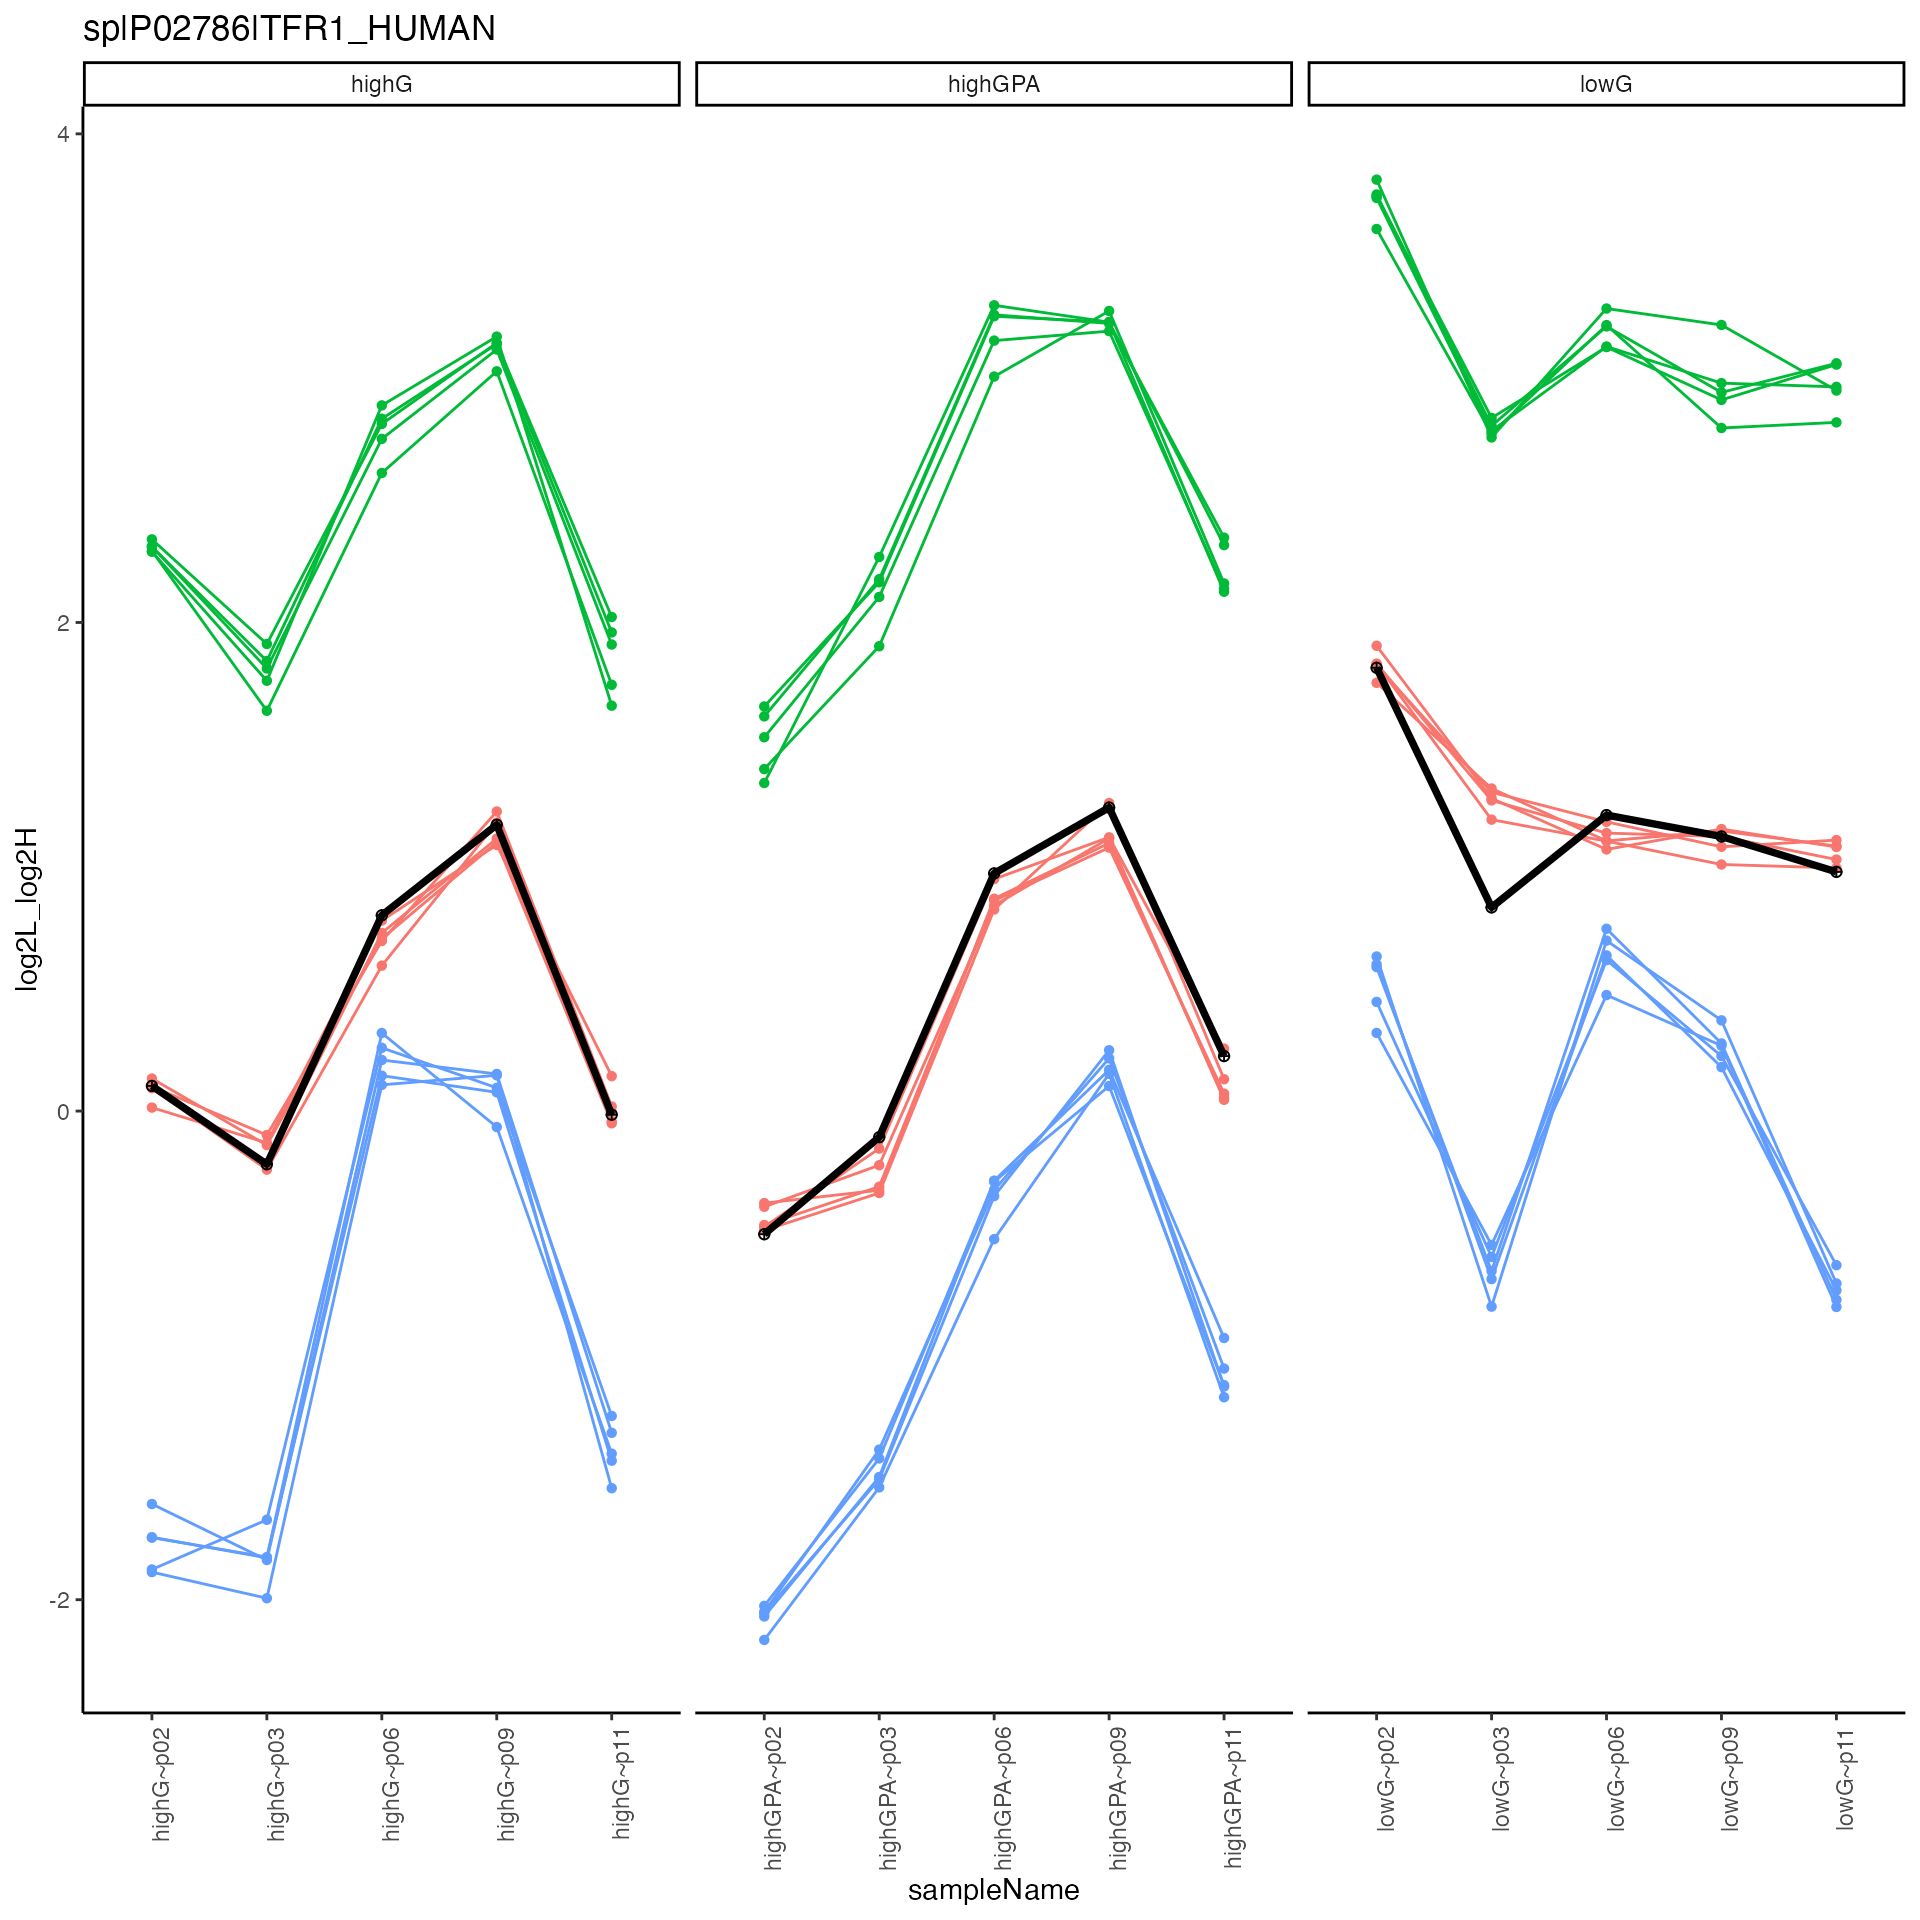 sp|P02786|TFR1_HUMAN
highG
highGPA
lowG
log2L_log2H
4
2
0
-2
highG~p02
highG~p03
highG~p06
highG~p09
highG~p11
highGPA~p02
highGPA~p03
highGPA~p06
highGPA~p09
highGPA~p11
lowG~p02
lowG~p03
lowG~p06
lowG~p09
lowG~p11
sampleName